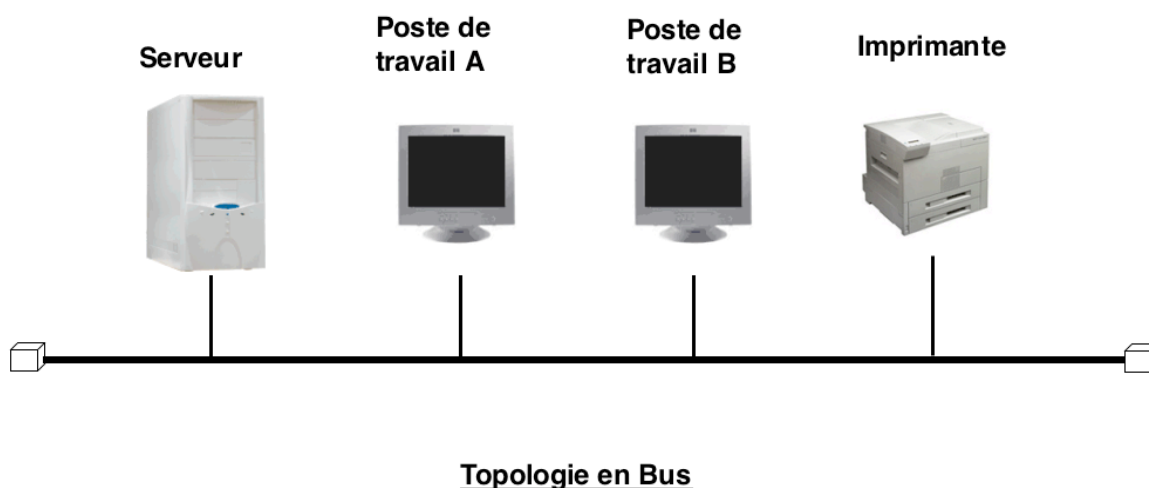 Serveur
Poste de
travail A
Poste de
travail B
Imprimante
Topologie en Bus